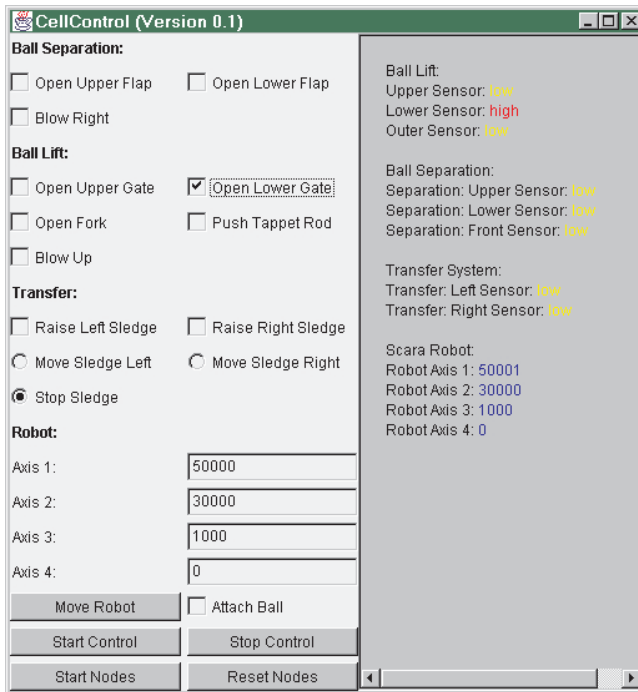 CellControl (Version 0.1)
Ball Separation:
Open Upper Flap
Open Lower Flap
Blow Right
Ball Lift:
Open Upper Gate
Open Lower Gate
Open Fork
Push Tappet Rod
Blow Up
Transfer:
Raise Left Sledge
Raise Right Sledge
Move Sledge Left
Move Sledge Right
Stop Sledge
Robot:
Axis 1: 50000
Axis 2: 30000
Axis 3: 1000
Axis 4: 0
Move Robot
Attach Ball
Start Control
Stop Control
Start Nodes
Reset Nodes
Ball Lift:
Upper Sensor: low
Lower Sensor: high
Outer Sensor: low
Ball Separation:
Separation: Upper Sensor: low
Separation: Lower Sensor: low
Separation: Front Sensor: low
Transfer System:
Transfer: Left Sensor: low
Transfer: Right Sensor: low
Scara Robot:
Robot Axis 1: 50001
Robot Axis 2: 30000
Robot Axis 3: 1000
Robot Axis 4: 0